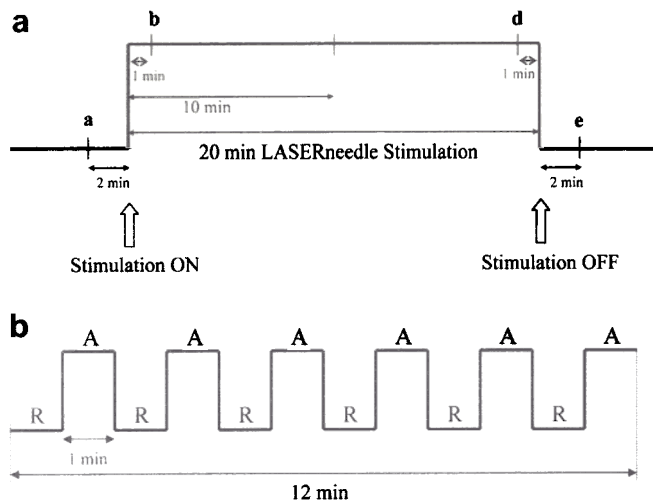 a
b
d
1 min
1 min
10 min
a
e
20 min LASERneedle Stimulation
2 min
2 min
Stimulation ON
Stimulation OFF
b
A A A A A A
R R R R R R
1 min
12 min